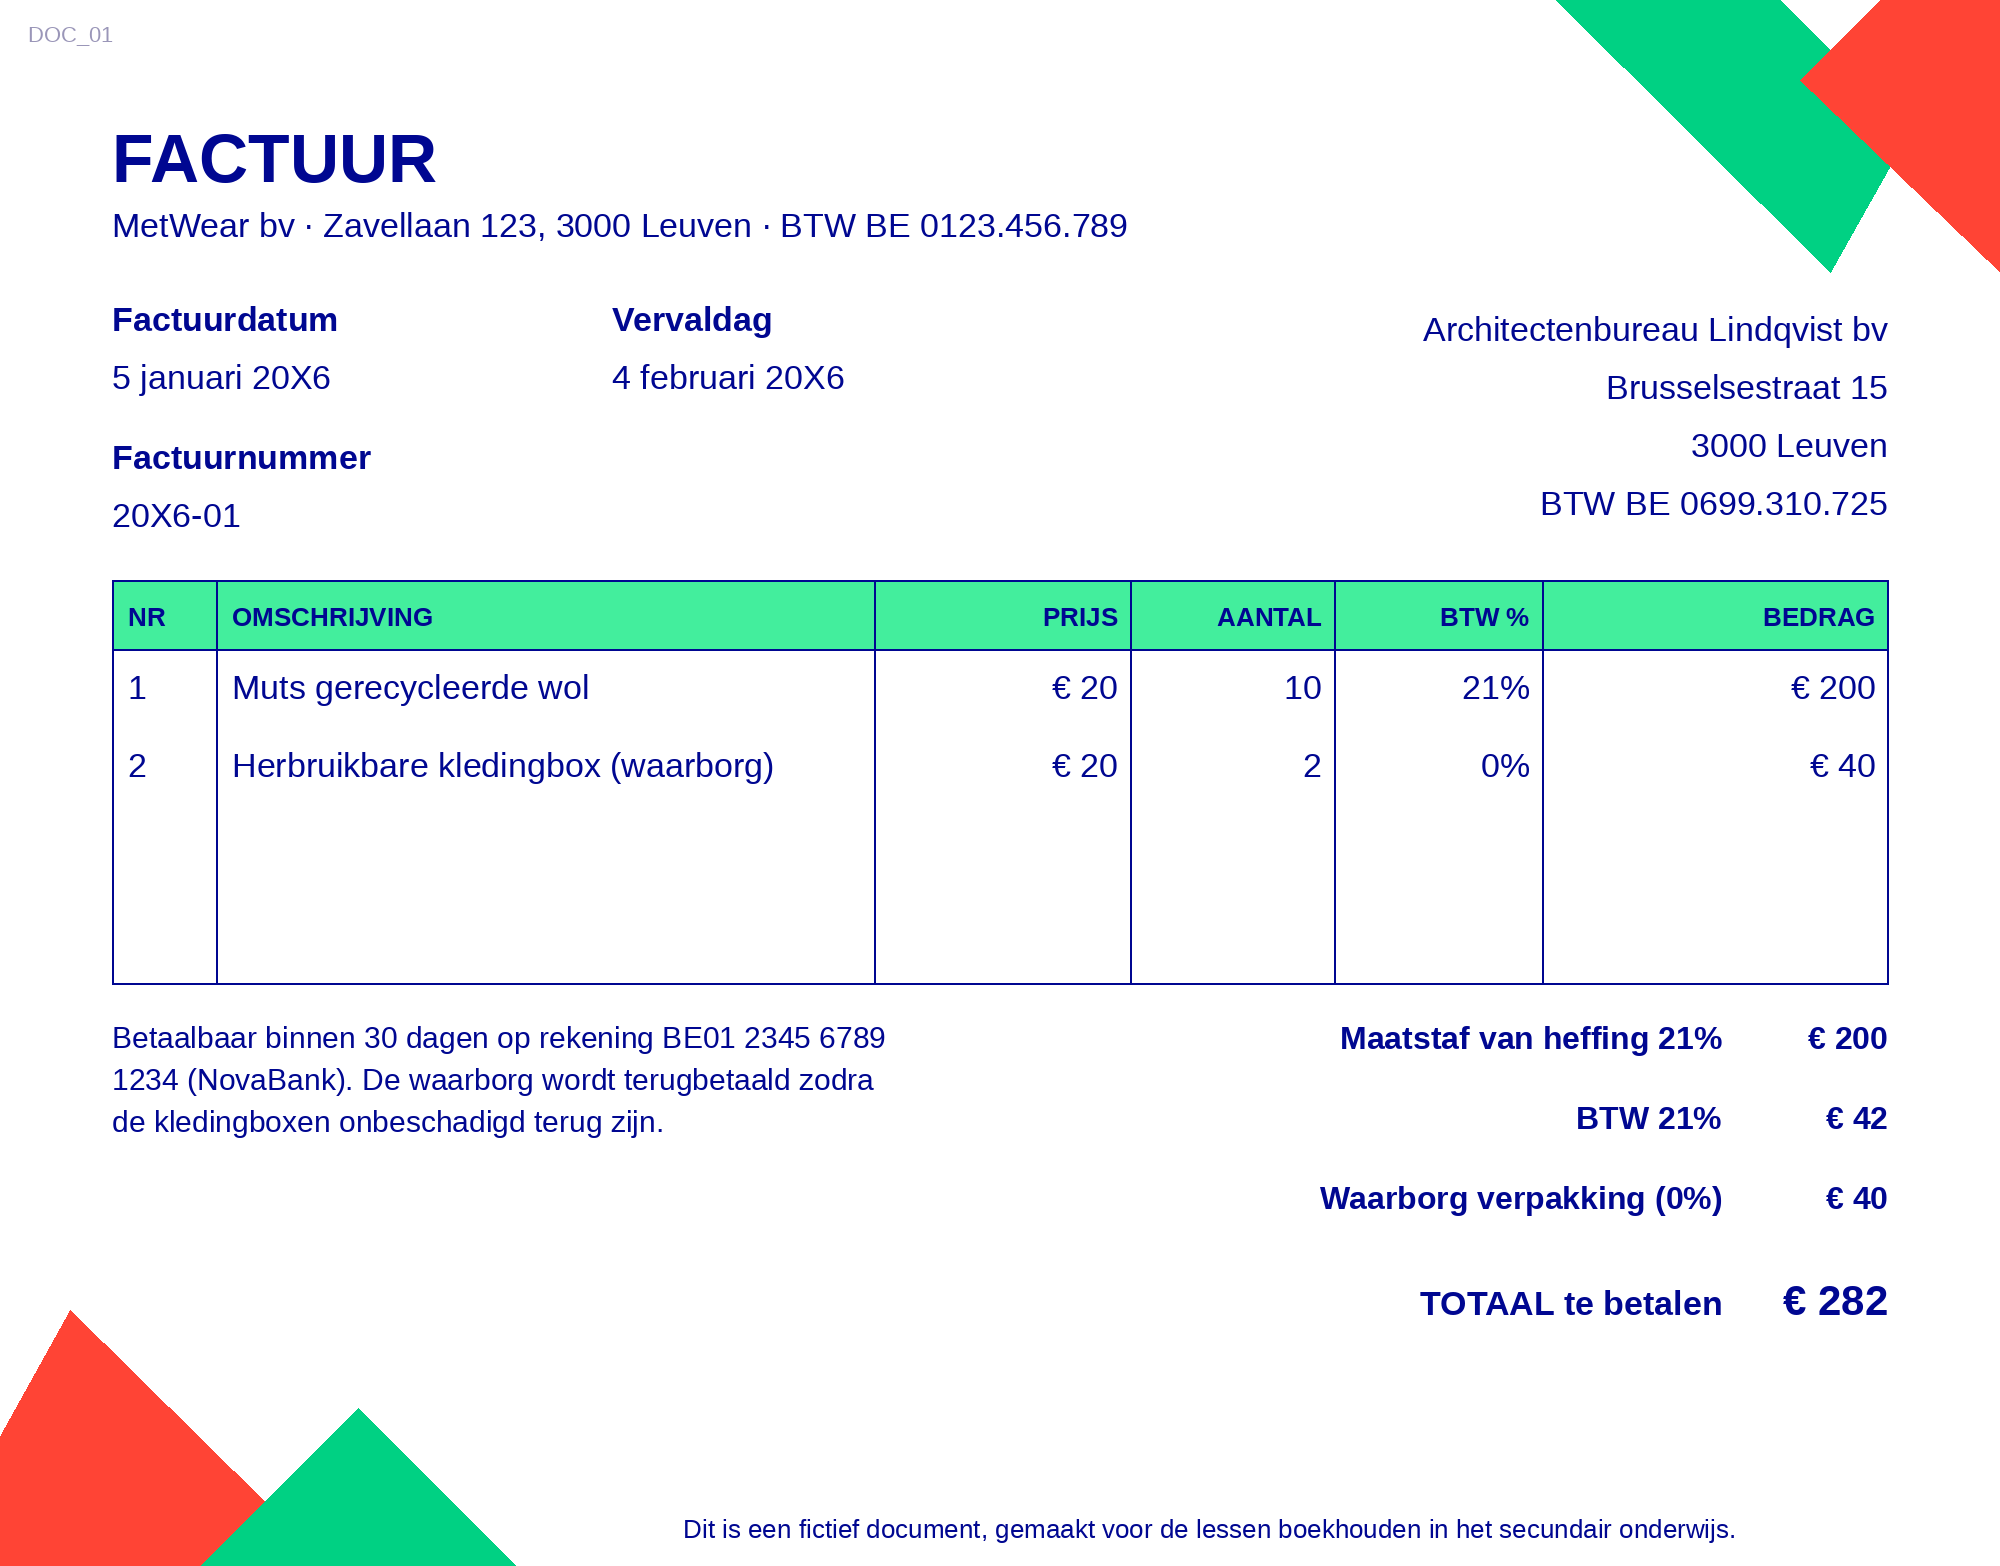 DOC_01
FACTUUR
MetWear bv · Zavellaan 123, 3000 Leuven · BTW BE 0123.456.789
Factuurdatum
5 januari 20X6
Vervaldag
4 februari 20X6
Factuurnummer
20X6-01
Architectenbureau Lindqvist bv
Brusselsestraat 15
3000 Leuven
BTW BE 0699.310.725
NR OMSCHRIJVING PRIJS AANTAL BTW % BEDRAG
1 Muts gerecycleerde wol € 20 10 21% € 200
2 Herbruikbare kledingbox (waarborg) € 20 2 0% € 40
Betaalbaar binnen 30 dagen op rekening BE01 2345 6789
1234 (NovaBank). De waarborg wordt terugbetaald zodra
de kledingboxen onbeschadigd terug zijn.
Maatstaf van heffing 21% € 200
BTW 21% € 42
Waarborg verpakking (0%) € 40
TOTAAL te betalen € 282
Dit is een fictief document, gemaakt voor de lessen boekhouden in het secundair onderwijs.